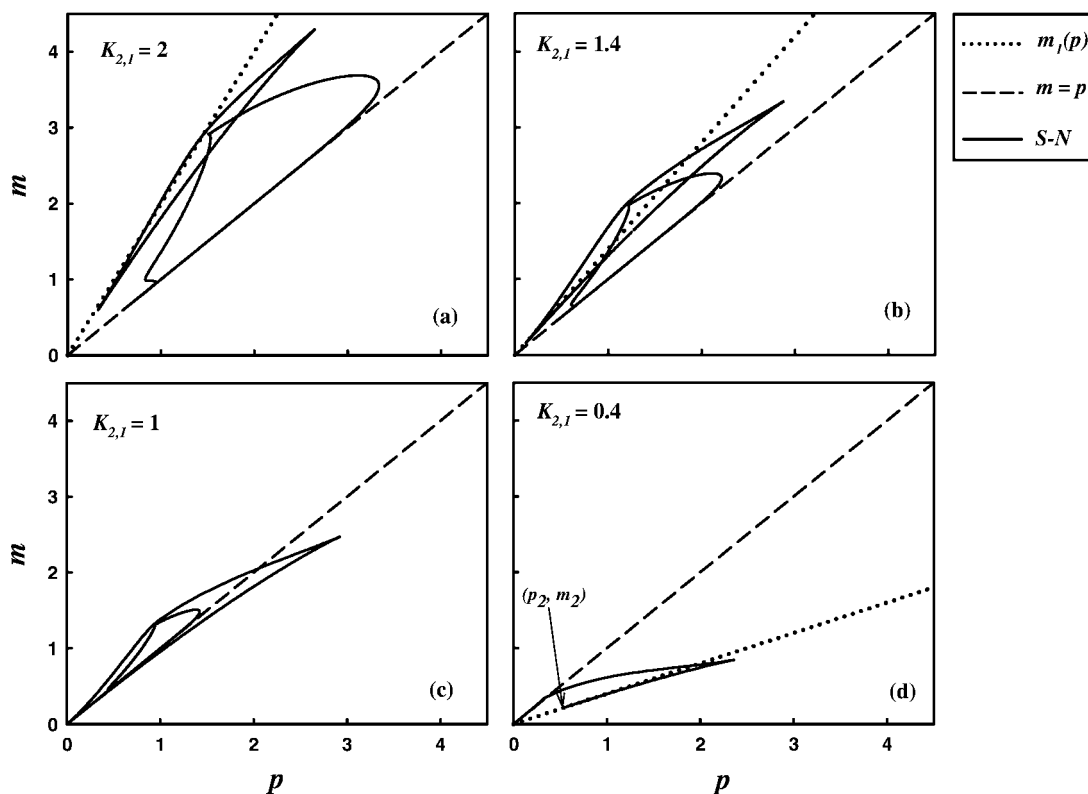 K2,1 = 2
4
3
2
1
0
m
(a)
K2,1 = 1.4
(b)
m1(p)
m = p
S-N
K2,1 = 1
4
3
2
1
0
m
(c)
0 1 2 3 4
p
K2,1 = 0.4
(p2, m2)
(d)
0 1 2 3 4
p